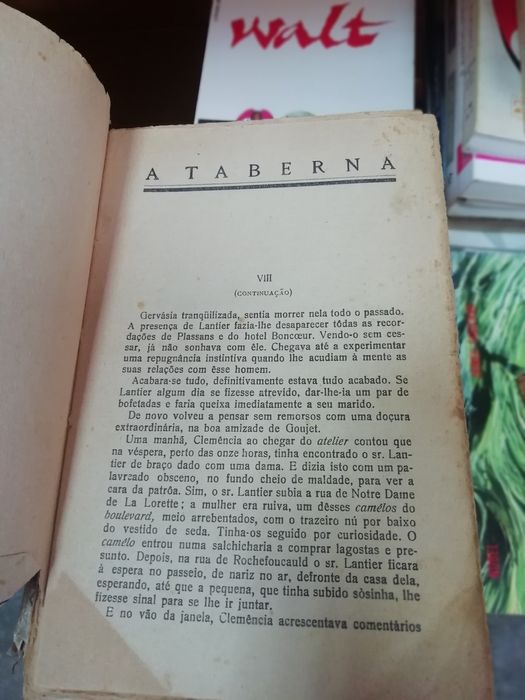 walt
A TABERNA
VIII
(CONTINUAÇÃO)
Gervásia tranqüilizada, sentia morrer nela todo o passado.
A presença de Lantier fazia-lhe desaparecer tôdas as recor-
dações de Plassans e do hotel Boncœur. Vendo-o sem ces-
sar, já não sonhava com êle. Chegava até a experimentar
uma repugnância instintiva quando lhe acudiam à mente as
suas relações com êsse homem.
Acabara-se tudo, definitivamente estava tudo acabado. Se
Lantier algum dia se fizesse atrevido, dar-lhe-ia um par de
bofetadas e faria queixa imediatamente a seu marido.
De novo volveu a pensar sem remorsos com uma doçura
extraordinária, na boa amizade de Goujet.
Uma manhã, Clemência ao chegar do atelier contou que
na véspera, perto das onze horas, tinha encontrado o sr. Lan-
tier de braço dado com uma dama. E dizia isto com um pa-
lavreado obsceno, no fundo cheio de maldade, para ver a
cara da patrôa. Sim, o sr. Lantier subia a rua de Notre Dame
de La Lorette; a mulher era ruiva, um dêsses camêlos do
boulevard, meio arrebentados, com o trazeiro nú por baixo
do vestido de seda. Tinha-os seguido por curiosidade. O
camêlo entrou numa salchicharia a comprar lagostas e pre-
sunto. Depois, na rua de Rochefoucauld o sr. Lantier ficara
à espera no passeio, de nariz no ar, defronte da casa dela,
esperando, até que a pequena, que tinha subido sòsinha, lhe
fizesse sinal para se lhe ir juntar.
E no vão da janela, Clemência acrescentava comentários